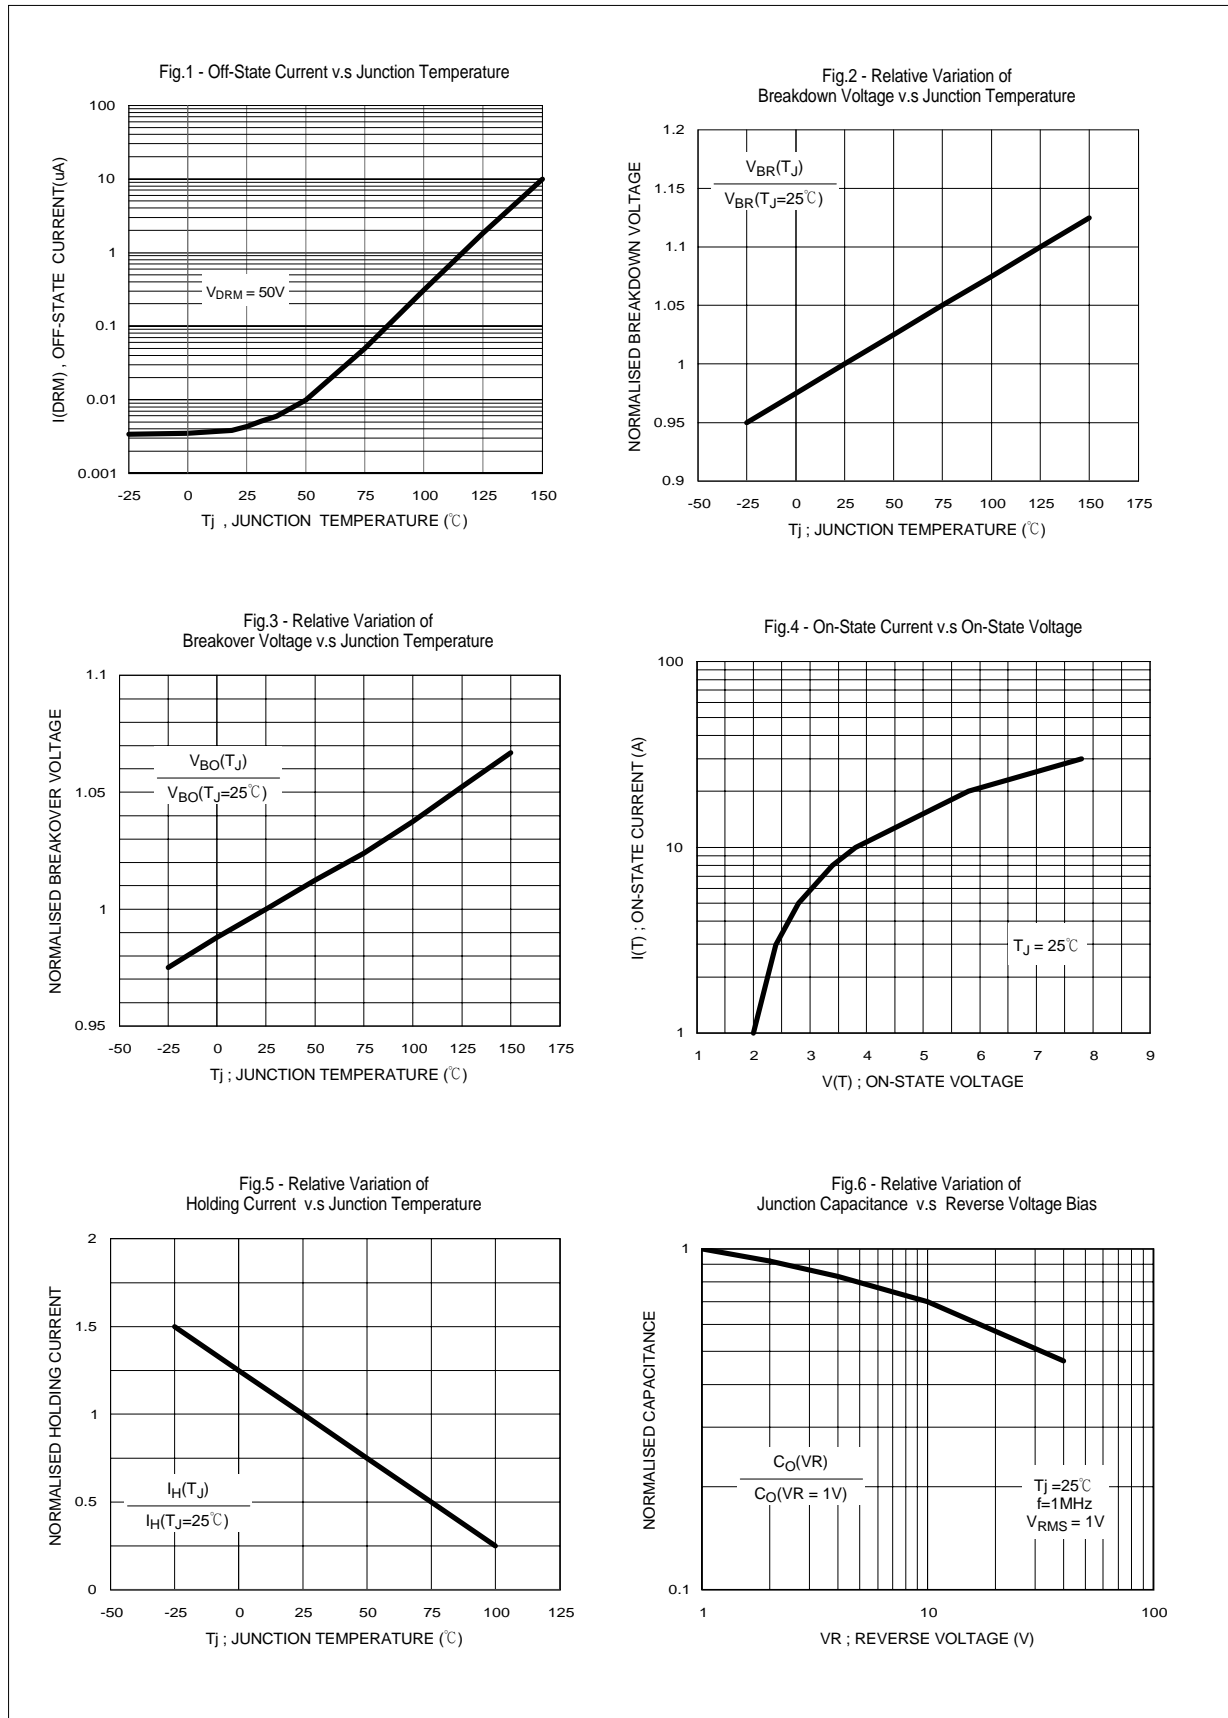 Fig.1 - Off-State Current v.s Junction Temperature
100
10
1
0.1
0.01
0.001
I(DRM) , OFF-STATE CURRENT(uA)
VDRM = 50V
-25 0 25 50 75 100 125 150
Tj , JUNCTION TEMPERATURE (℃)
Fig.2 - Relative Variation of
Breakdown Voltage v.s Junction Temperature
1.2
1.15
1.1
1.05
1
0.95
0.9
NORMALISED BREAKDOWN VOLTAGE
VBR(TJ)
VBR(TJ=25℃)
-50 -25 0 25 50 75 100 125 150 175
Tj ; JUNCTION TEMPERATURE (℃)
Fig.3 - Relative Variation of
Breakover Voltage v.s Junction Temperature
1.1
1.05
1
0.95
NORMALISED BREAKOVER VOLTAGE
VBO(TJ)
VBO(TJ=25℃)
-50 -25 0 25 50 75 100 125 150 175
Tj ; JUNCTION TEMPERATURE (℃)
Fig.4 - On-State Current v.s On-State Voltage
100
10
1
I(T) ; ON-STATE CURRENT (A)
TJ = 25℃
1 2 3 4 5 6 7 8 9
V(T) ; ON-STATE VOLTAGE
Fig.5 - Relative Variation of
Holding Current v.s Junction Temperature
2
1.5
1
0.5
0
NORMALISED HOLDING CURRENT
IH(TJ)
IH(TJ=25℃)
-50 -25 0 25 50 75 100 125
Tj ; JUNCTION TEMPERATURE (℃)
Fig.6 - Relative Variation of
Junction Capacitance v.s Reverse Voltage Bias
1
0.1
NORMALISED CAPACITANCE
CO(VR)
CO(VR = 1V)
Tj =25℃
f=1MHz
VRMS = 1V
1 10 100
VR ; REVERSE VOLTAGE (V)